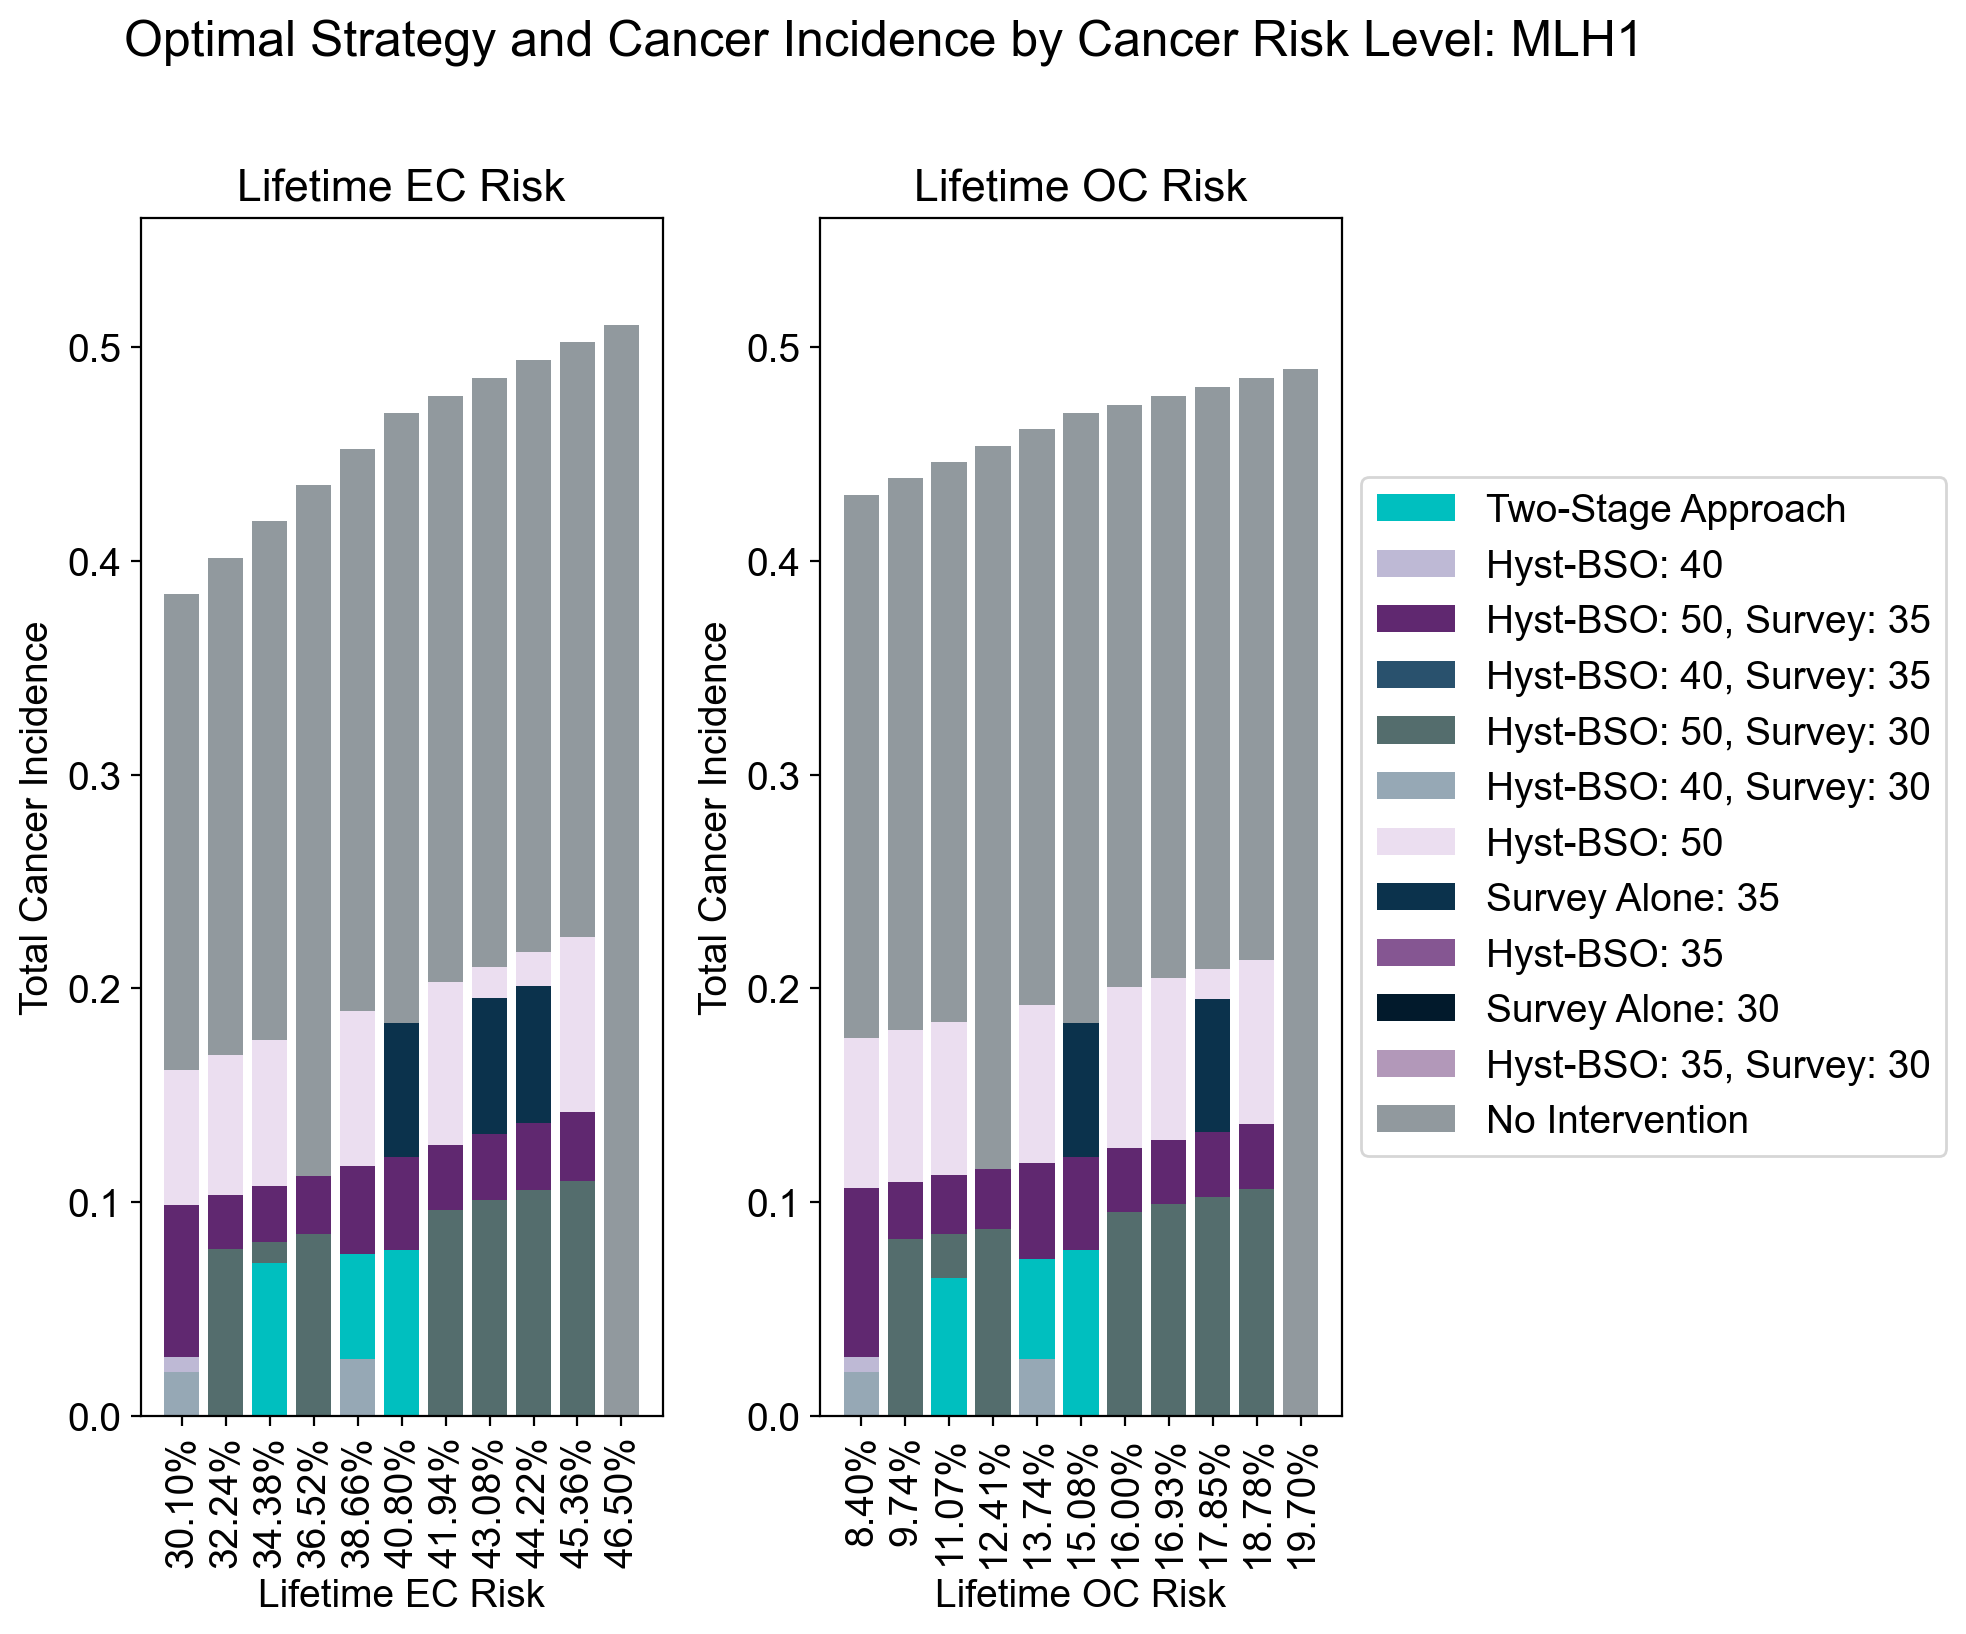 Optimal Strategy and Cancer Incidence by Cancer Risk Level: MLH1
Lifetime EC Risk
Total Cancer Incidence
0.5
0.4
0.3
0.2
0.1
0.0
30.10%
32.24%
34.38%
36.52%
38.66%
40.80%
41.94%
43.08%
44.22%
45.36%
46.50%
Lifetime EC Risk
Lifetime OC Risk
Total Cancer Incidence
0.5
0.4
0.3
0.2
0.1
0.0
8.40%
9.74%
11.07%
12.41%
13.74%
15.08%
16.00%
16.93%
17.85%
18.78%
19.70%
Lifetime OC Risk
Two-Stage Approach
Hyst-BSO: 40
Hyst-BSO: 50, Survey: 35
Hyst-BSO: 40, Survey: 35
Hyst-BSO: 50, Survey: 30
Hyst-BSO: 40, Survey: 30
Hyst-BSO: 50
Survey Alone: 35
Hyst-BSO: 35
Survey Alone: 30
Hyst-BSO: 35, Survey: 30
No Intervention